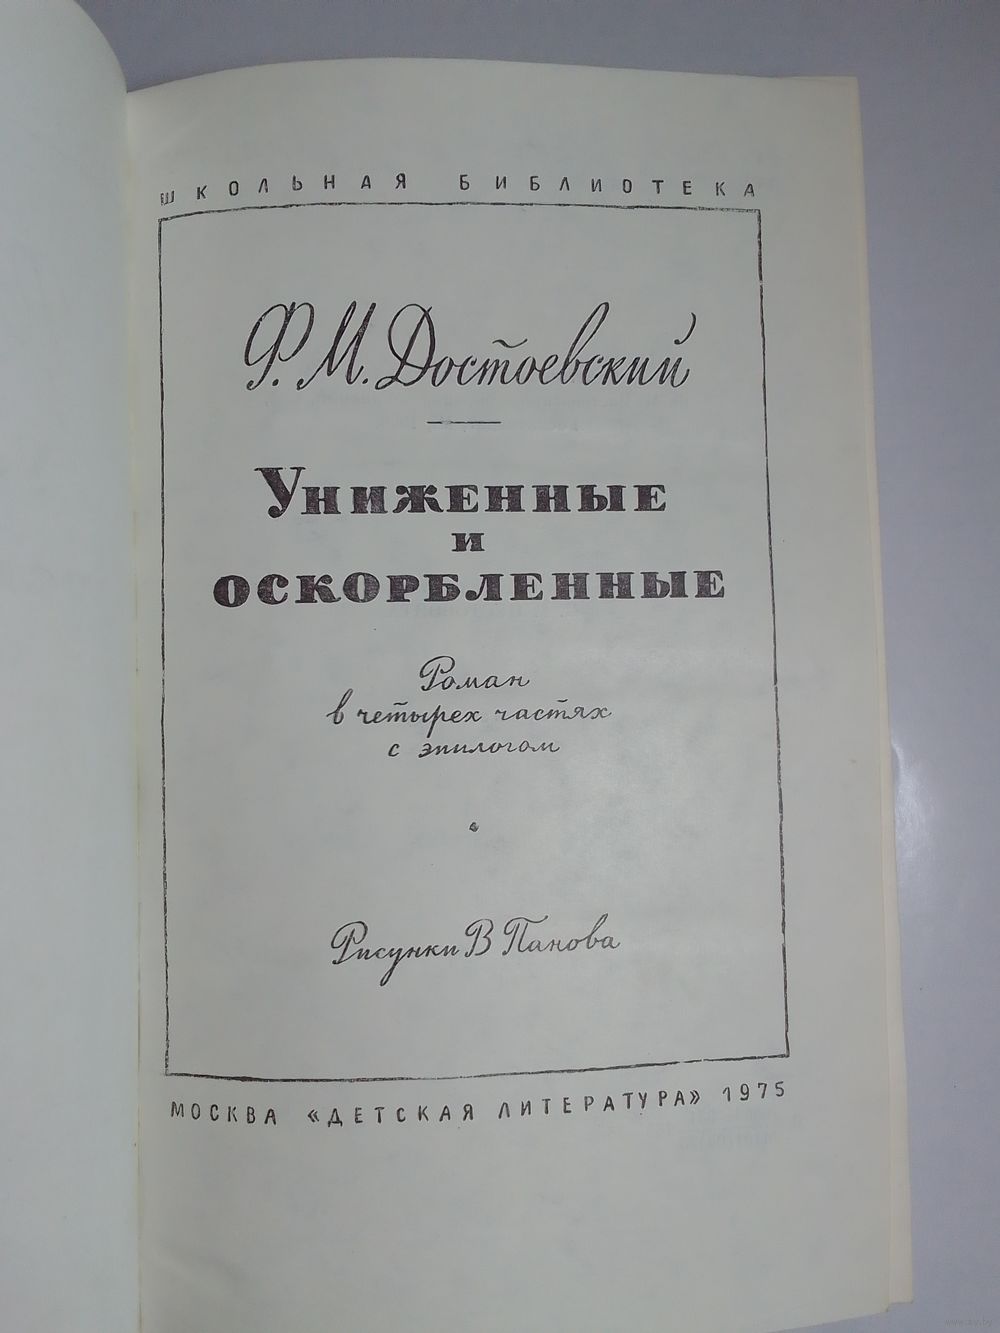 ШКОЛЬНАЯ БИБЛИОТЕКА
Ф. М. Достоевский
Униженные
и
оскорбленные
Роман
в четырех частях
с эпилогом
Рисунки В Панова
МОСКВА «ДЕТСКАЯ ЛИТЕРАТУРА» 1975